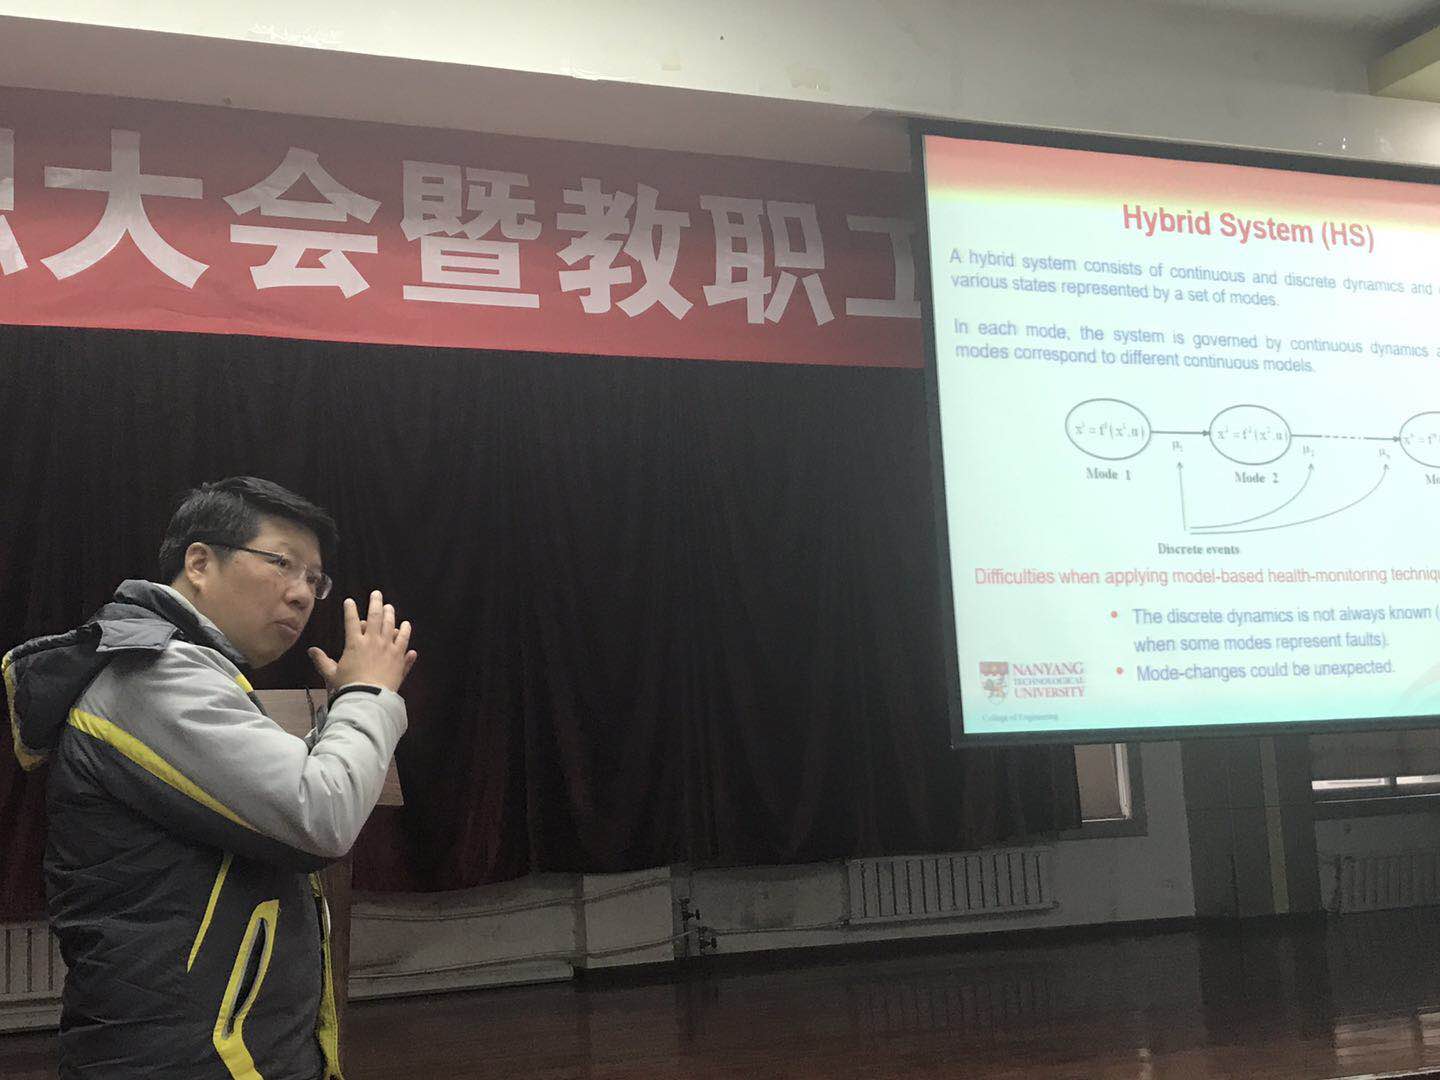 大会暨教职工
Hybrid System (HS)
A hybrid system consists of continuous and discrete dynamics and
various states represented by a set of modes.
In each mode, the system is governed by continuous dynamics
modes correspond to different continuous models.
Mode 1
Mode 2
μ₁
μ₂
Discrete events
Difficulties when applying model-based health-monitoring techniqu
• The discrete dynamics is not always known (
when some modes represent faults).
• Mode-changes could be unexpected.
NANYANG
TECHNOLOGICAL
UNIVERSITY
College of Engineering